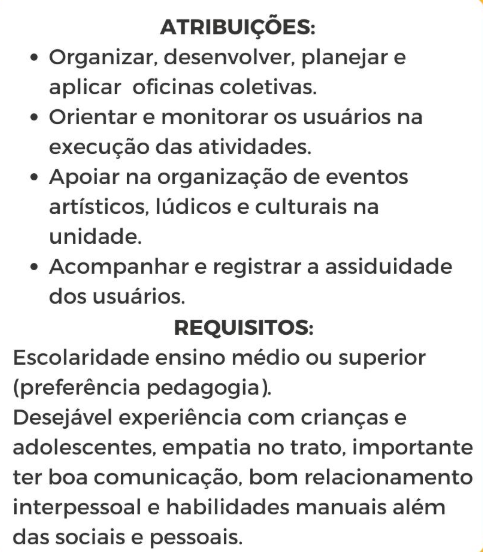 ATRIBUIÇÕES:
• Organizar, desenvolver, planejar e
aplicar  oficinas coletivas.
• Orientar e monitorar os usuários na
execução das atividades.
• Apoiar na organização de eventos
artísticos, lúdicos e culturais na
unidade.
• Acompanhar e registrar a assiduidade
dos usuários.
REQUISITOS:
Escolaridade ensino médio ou superior
(preferência pedagogia).
Desejável experiência com crianças e
adolescentes, empatia no trato, importante
ter boa comunicação, bom relacionamento
interpessoal e habilidades manuais além
das sociais e pessoais.